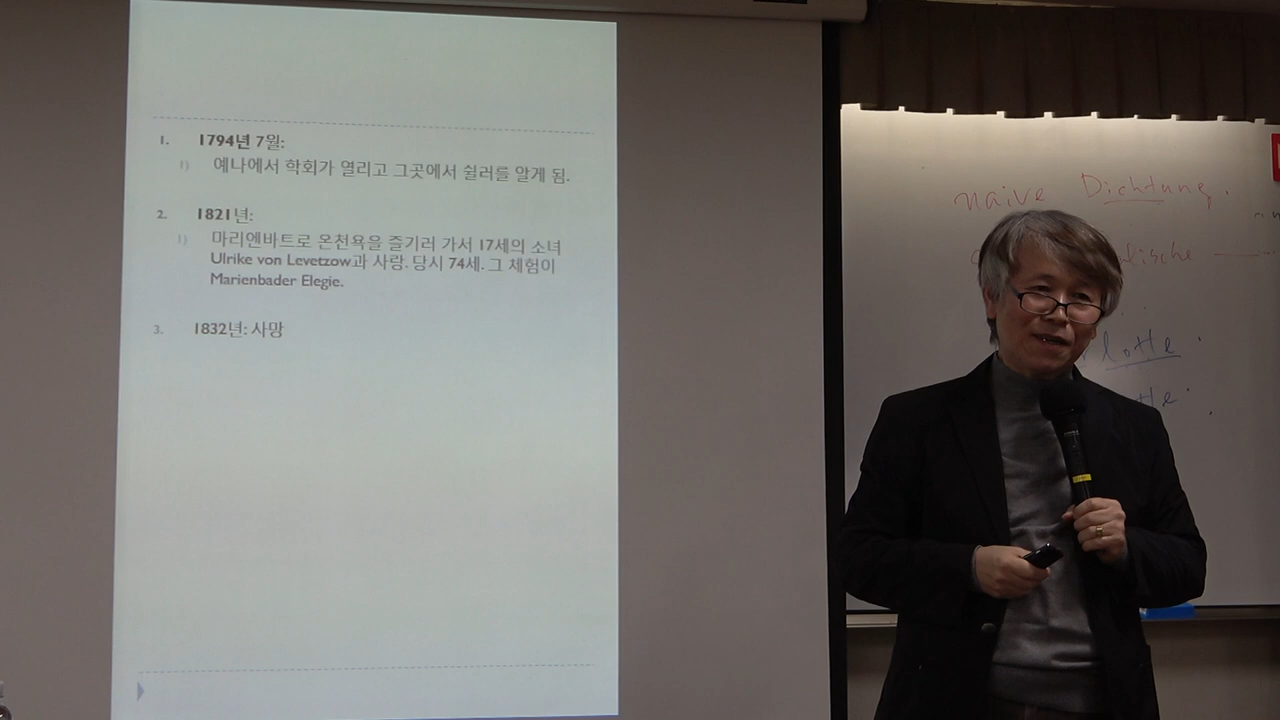 1. 1794년 7월:
1) 예나에서 학회가 열리고 그곳에서 쉴러를 알게 됨.
2. 1821년:
1) 마리엔바트로 온천욕을 즐기러 가서 17세의 소녀
Ulrike von Levetzow과 사랑. 당시 74세. 그 체험이
Marienbader Elegie.
3. 1832년: 사망
naive Dichtung.